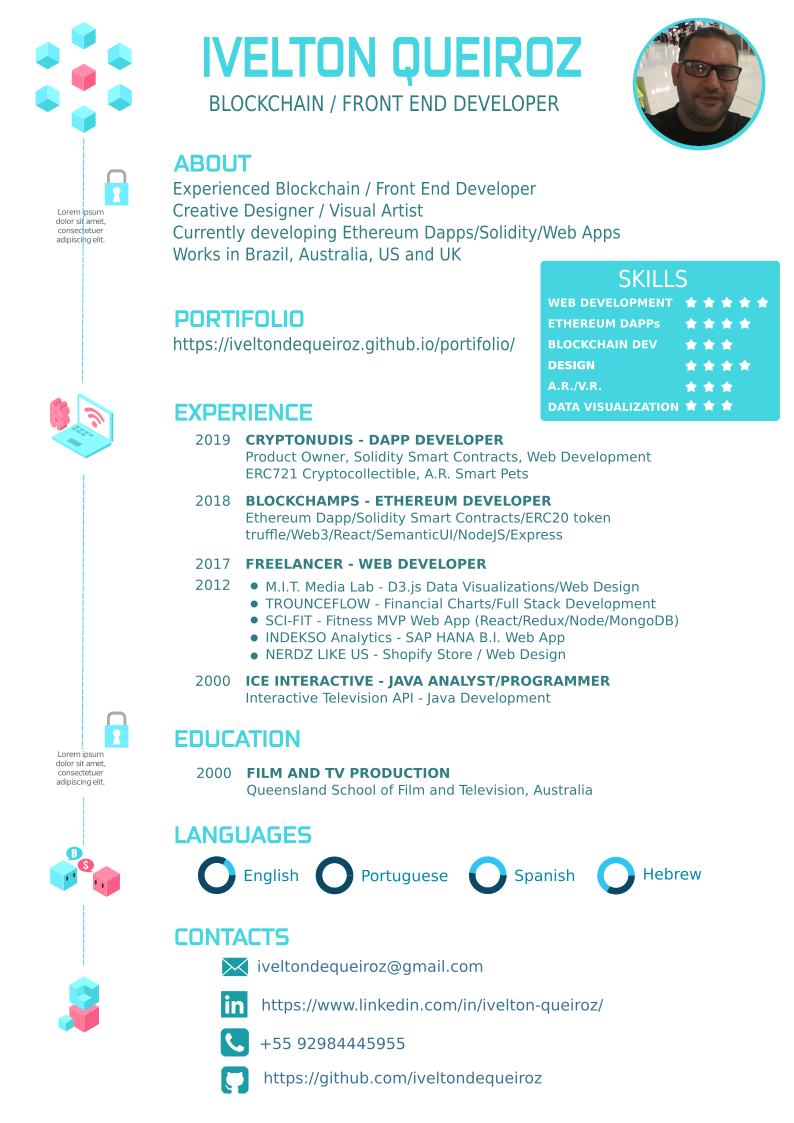 IVELTON QUEIROZ
BLOCKCHAIN / FRONT END DEVELOPER
ABOUT
Experienced Blockchain / Front End Developer
Creative Designer / Visual Artist
Currently developing Ethereum Dapps/Solidity/Web Apps
Works in Brazil, Australia, US and UK
Lorem ipsum
dolor sit amet,
consectetuer
adipiscing elit.
SKILLS
WEB DEVELOPMENT
ETHEREUM DAPPs
BLOCKCHAIN DEV
DESIGN
A.R./V.R.
DATA VISUALIZATION
PORTIFOLIO
https://iveltondequeiroz.github.io/portifolio/
EXPERIENCE
2019 CRYPTONUDIS - DAPP DEVELOPER
Product Owner, Solidity Smart Contracts, Web Development
ERC721 Cryptocollectible, A.R. Smart Pets
2018 BLOCKCHAMPS - ETHEREUM DEVELOPER
Ethereum Dapp/Solidity Smart Contracts/ERC20 token
truffle/Web3/React/SemanticUI/NodeJS/Express
2017 FREELANCER - WEB DEVELOPER
2012 ● M.I.T. Media Lab - D3.js Data Visualizations/Web Design
● TROUNCEFLOW - Financial Charts/Full Stack Development
● SCI-FIT - Fitness MVP Web App (React/Redux/Node/MongoDB)
● INDEKSO Analytics - SAP HANA B.I. Web App
● NERDZ LIKE US - Shopify Store / Web Design
2000 ICE INTERACTIVE - JAVA ANALYST/PROGRAMMER
Interactive Television API - Java Development
EDUCATION
Lorem ipsum
dolor sit amet,
consectetuer
adipiscing elit.
2000 FILM AND TV PRODUCTION
Queensland School of Film and Television, Australia
LANGUAGES
B
S
English Portuguese Spanish Hebrew
CONTACTS
iveltondequeiroz@gmail.com
in https://www.linkedin.com/in/ivelton-queiroz/
+55 92984445955
https://github.com/iveltondequeiroz